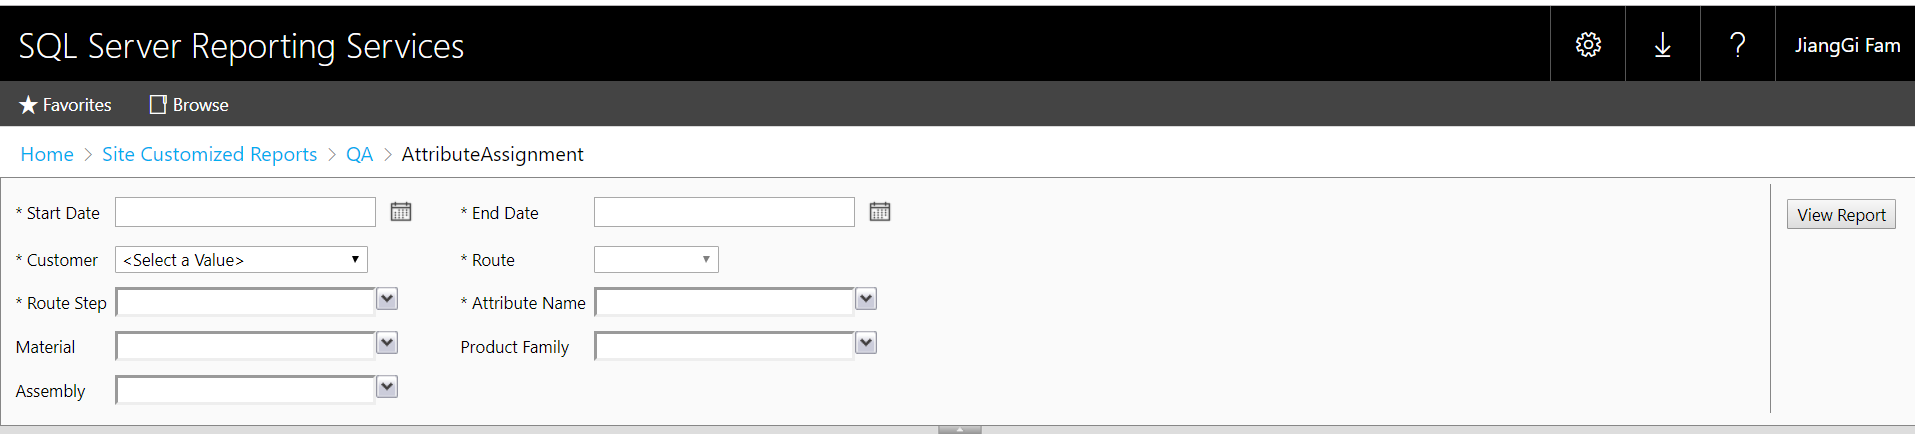 SQL Server Reporting Services
? JiangGi Fam
Favorites Browse
Home > Site Customized Reports > QA > AttributeAssignment
* Start Date * End Date
View Report
* Customer <Select a Value> * Route
* Route Step * Attribute Name
Material Product Family
Assembly